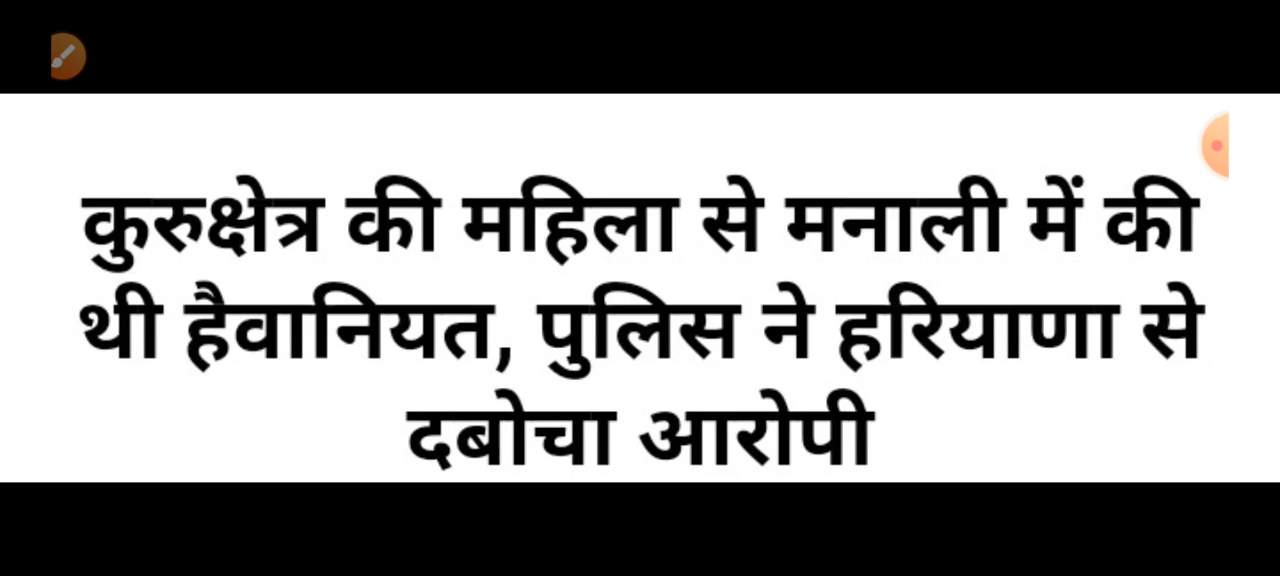 कुरुक्षेत्र की महिला से मनाली में की
थी हैवानियत, पुलिस ने हरियाणा से
दबोचा आरोपी